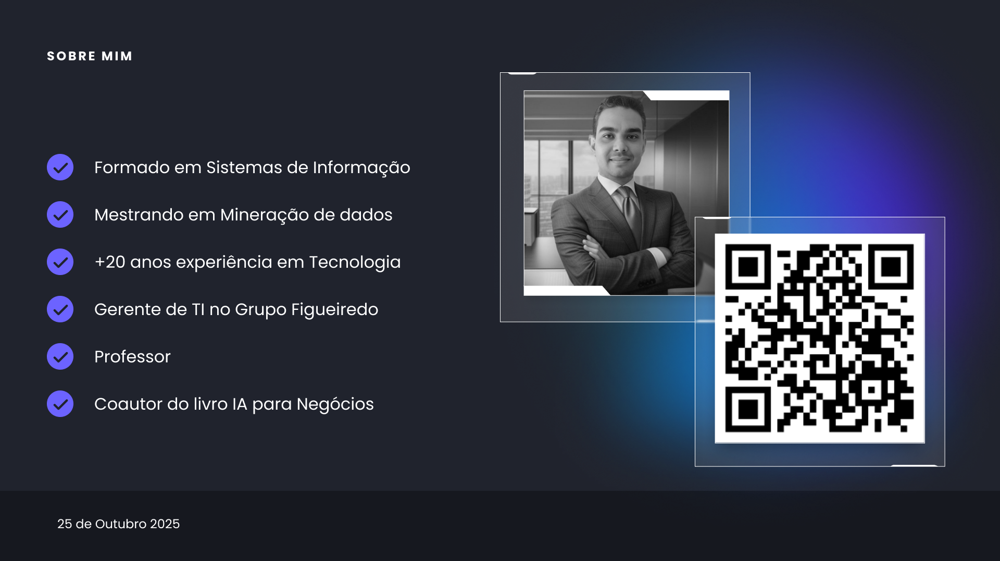 SOBRE MIM
Formado em Sistemas de Informação
Mestrando em Mineração de dados
+20 anos experiência em Tecnologia
Gerente de TI no Grupo Figueiredo
Professor
Coautor do livro IA para Negócios
25 de Outubro 2025